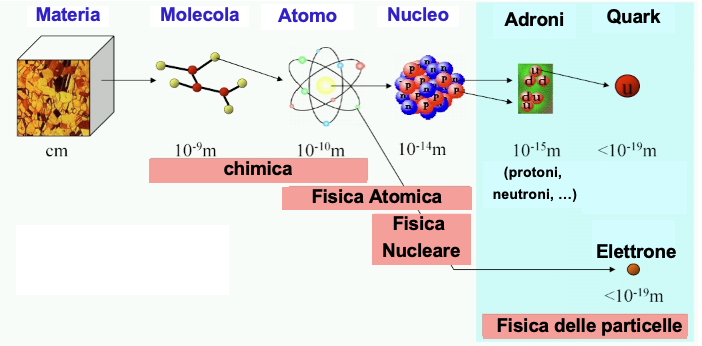 Materia Molecola Atomo Nucleo Adroni Quark
p n
u
d d
d u
u
u
cm 10⁻⁹m 10⁻¹⁰m 10⁻¹⁴m 10⁻¹⁵m <10⁻¹⁹m
chimica
(protoni,
neutroni, ...)
Fisica Atomica
Fisica
Nucleare
Elettrone
<10⁻¹⁹m
Fisica delle particelle